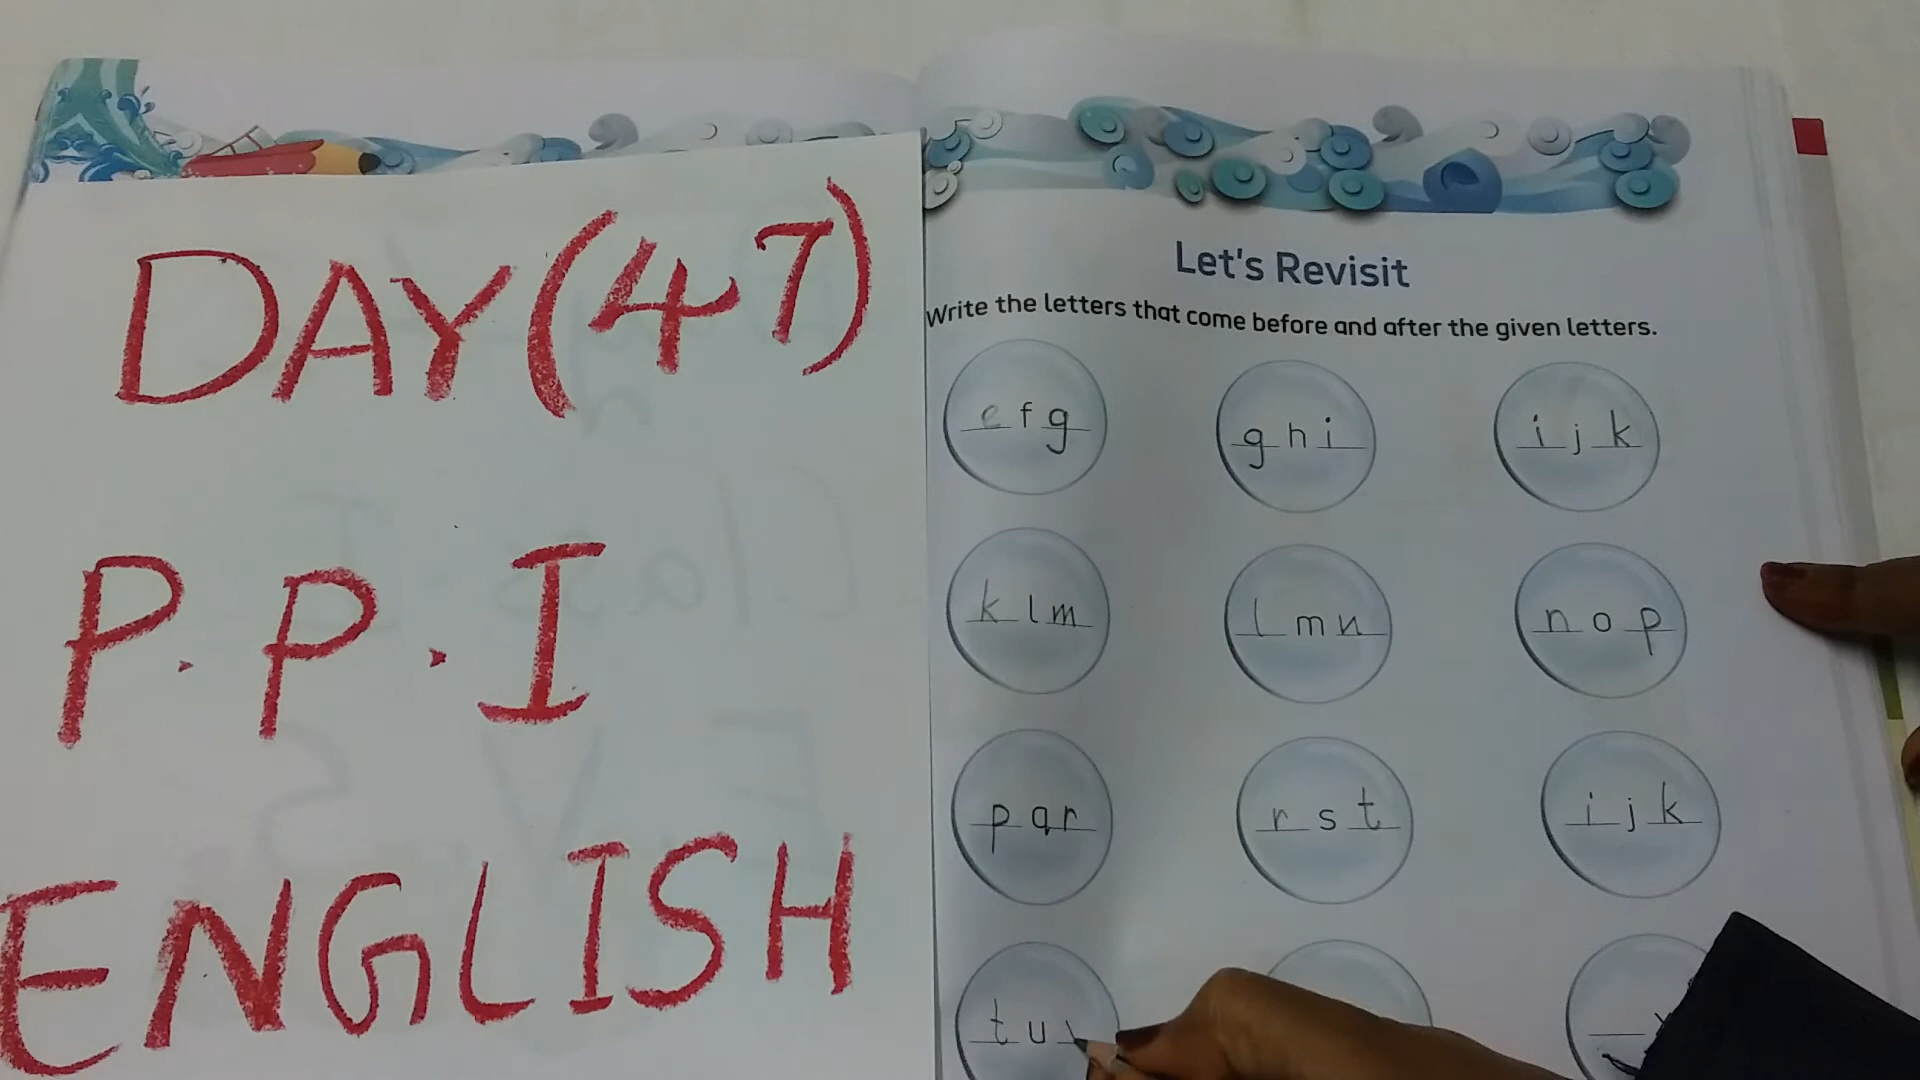 DAY (47)
P. P. I
ENGLISH
Let's Revisit
Write the letters that come before and after the given letters.
e f g
g h i
i j k
k l m
l m n
n o p
p q r
r s t
i j k
t u